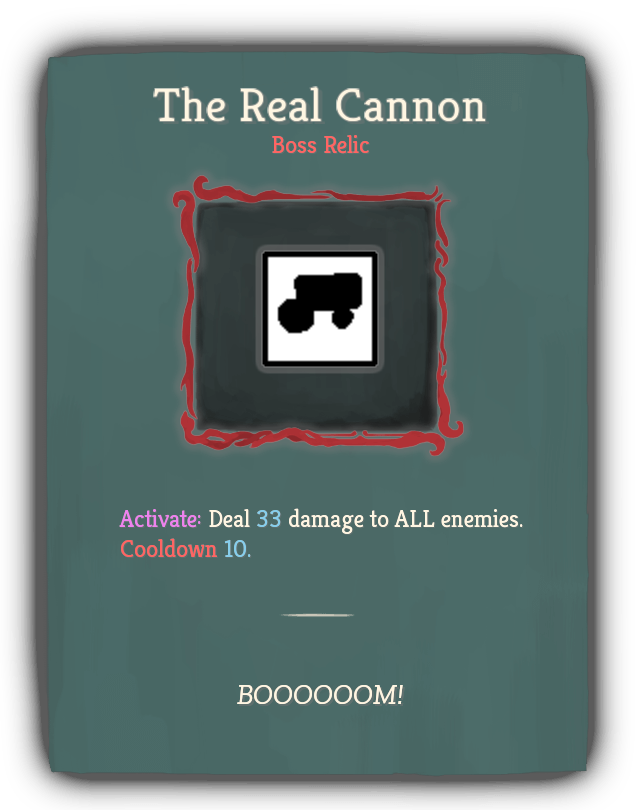 The Real Cannon
Boss Relic
Activate: Deal 33 damage to ALL enemies.
Cooldown 10.
BOOOOOOM!